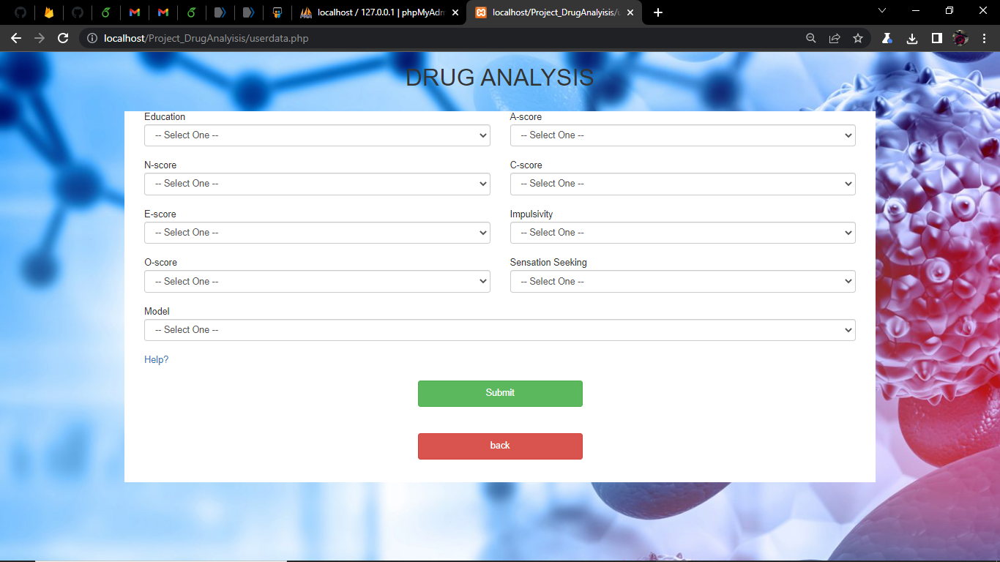 localhost / 127.0.0.1 | phpMyAdm
localhost/Project_DrugAnalyisis/u
localhost/Project_DrugAnalyisis/userdata.php
DRUG ANALYSIS
Education
-- Select One --
A-score
-- Select One --
N-score
-- Select One --
C-score
-- Select One --
E-score
-- Select One --
Impulsivity
-- Select One --
O-score
-- Select One --
Sensation Seeking
-- Select One --
Model
-- Select One --
Help?
Submit
back